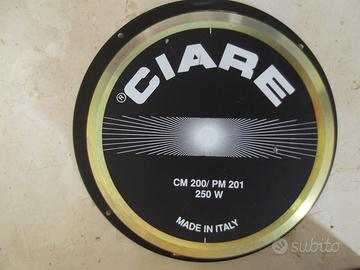 CIARE
®
CM 200/ PM 201
250 W
MADE IN ITALY
subito